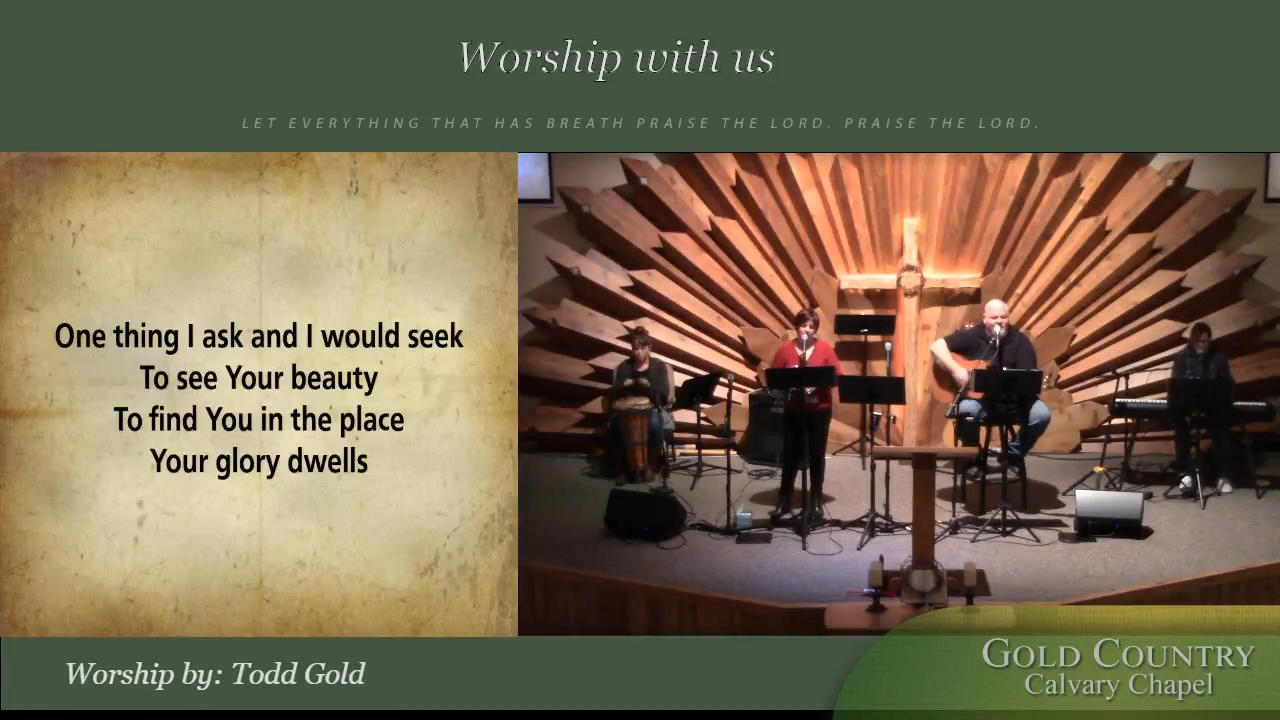 Worship with us
LET EVERYTHING THAT HAS BREATH PRAISE THE LORD. PRAISE THE LORD.
One thing I ask and I would seek
To see Your beauty
To find You in the place
Your glory dwells
Worship by: Todd Gold
GOLD COUNTRY
Calvary Chapel